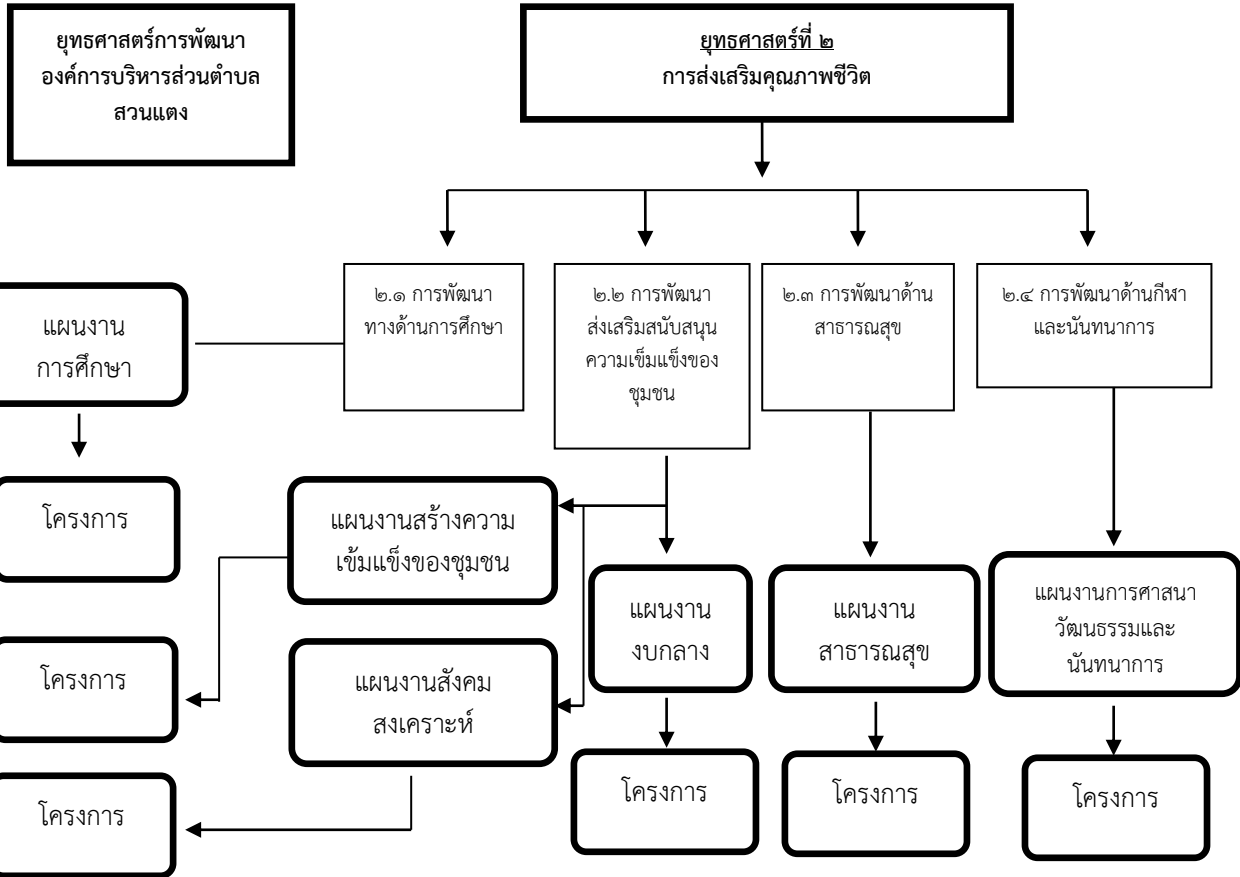 ยุทธศาสตร์การพัฒนา
องค์การบริหารส่วนตำบล
สวนแตง
ยุทธศาสตร์ที่ ๒
การส่งเสริมคุณภาพชีวิต
๒.๑ การพัฒนา
ทางด้านการศึกษา
๒.๒ การพัฒนา
ส่งเสริมสนับสนุน
ความเข็มแข็งของ
ชุมชน
๒.๓ การพัฒนาด้าน
สาธารณสุข
๒.๔ การพัฒนาด้านกีฬา
และนันทนาการ
แผนงาน
การศึกษา
โครงการ
แผนงานสร้างความ
เข้มแข็งของชุมชน
แผนงาน
งบกลาง
แผนงาน
สาธารณสุข
แผนงานการศาสนา
วัฒนธรรมและ
นันทนาการ
โครงการ
แผนงานสังคม
สงเคราะห์
โครงการ
โครงการ
โครงการ
โครงการ